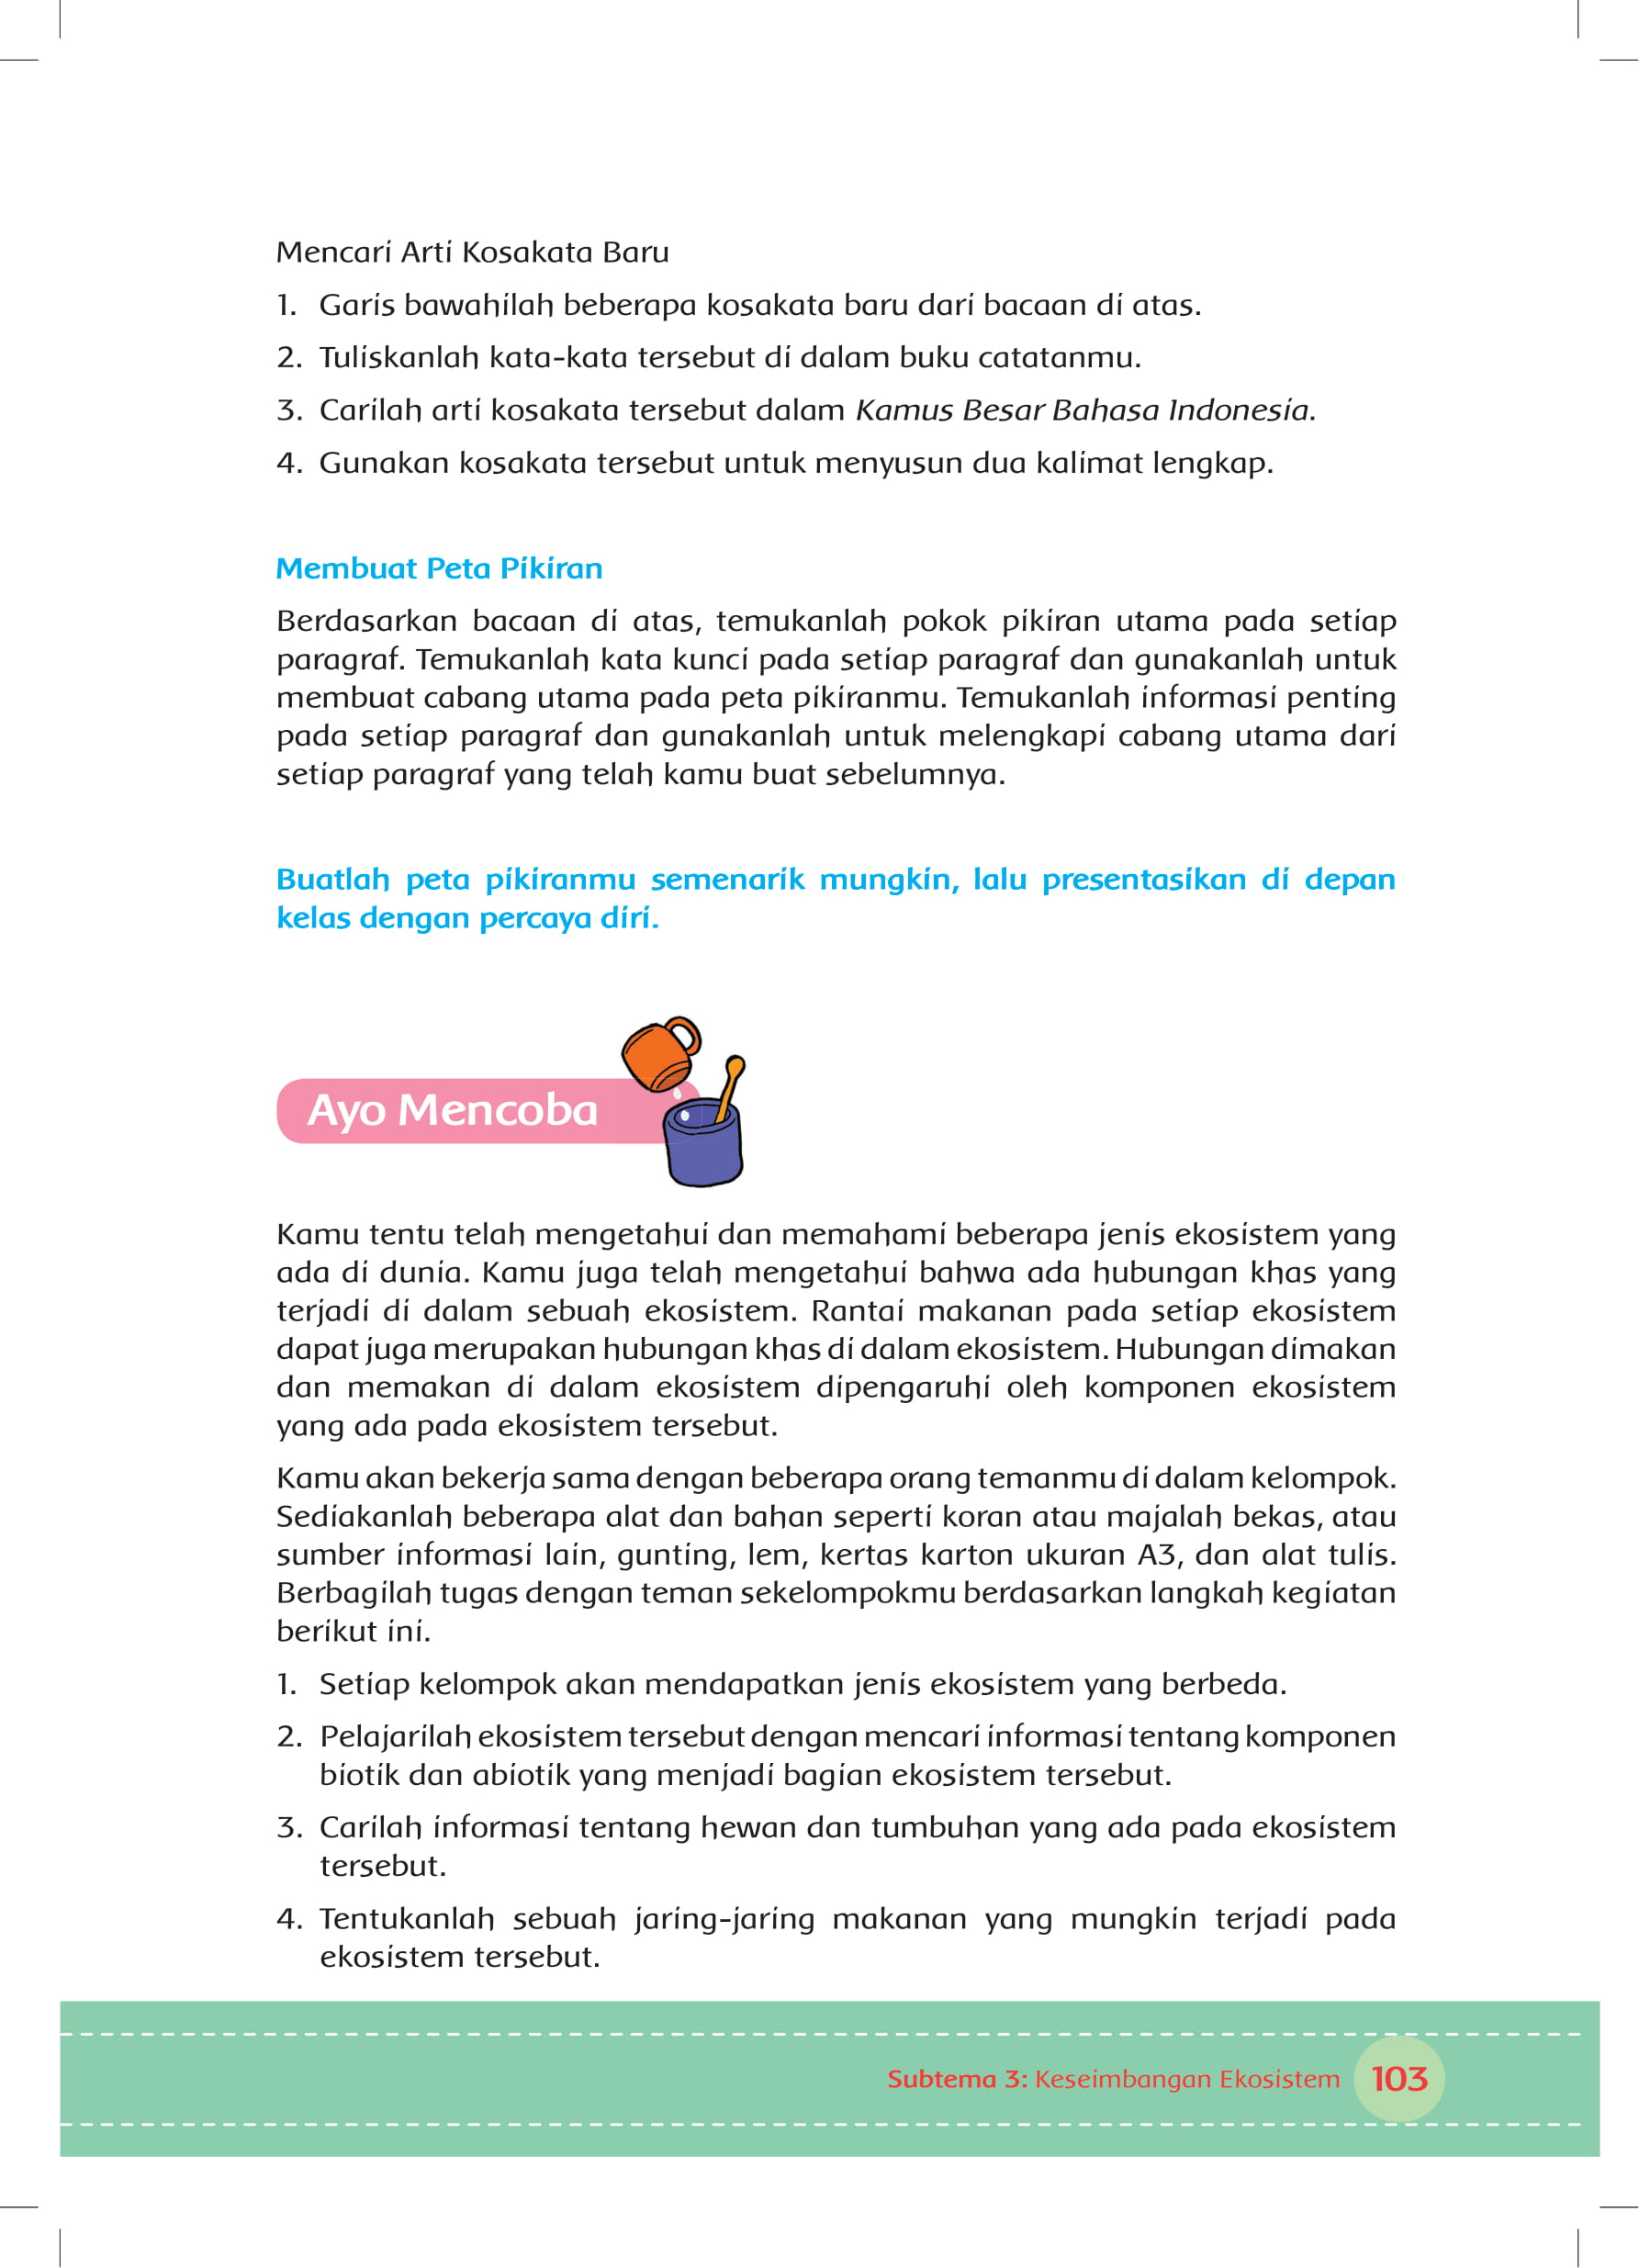 Mencari Arti Kosakata Baru
1. Garis bawahilah beberapa kosakata baru dari bacaan di atas.
2. Tuliskanlah kata-kata tersebut di dalam buku catatanmu.
3. Carilah arti kosakata tersebut dalam Kamus Besar Bahasa Indonesia.
4. Gunakan kosakata tersebut untuk menyusun dua kalimat lengkap.
Membuat Peta Pikiran
Berdasarkan bacaan di atas, temukanlah pokok pikiran utama pada setiap
paragraf. Temukanlah kata kunci pada setiap paragraf dan gunakanlah untuk
membuat cabang utama pada peta pikiranmu. Temukanlah informasi penting
pada setiap paragraf dan gunakanlah untuk melengkapi cabang utama dari
setiap paragraf yang telah kamu buat sebelumnya.
Buatlah peta pikiranmu semenarik mungkin, lalu presentasikan di depan
kelas dengan percaya diri.
Ayo Mencoba
Kamu tentu telah mengetahui dan memahami beberapa jenis ekosistem yang
ada di dunia. Kamu juga telah mengetahui bahwa ada hubungan khas yang
terjadi di dalam sebuah ekosistem. Rantai makanan pada setiap ekosistem
dapat juga merupakan hubungan khas di dalam ekosistem. Hubungan dimakan
dan memakan di dalam ekosistem dipengaruhi oleh komponen ekosistem
yang ada pada ekosistem tersebut.
Kamu akan bekerja sama dengan beberapa orang temanmu di dalam kelompok.
Sediakanlah beberapa alat dan bahan seperti koran atau majalah bekas, atau
sumber informasi lain, gunting, lem, kertas karton ukuran A3, dan alat tulis.
Berbagilah tugas dengan teman sekelompokmu berdasarkan langkah kegiatan
berikut ini.
1. Setiap kelompok akan mendapatkan jenis ekosistem yang berbeda.
2. Pelajarilah ekosistem tersebut dengan mencari informasi tentang komponen
biotik dan abiotik yang menjadi bagian ekosistem tersebut.
3. Carilah informasi tentang hewan dan tumbuhan yang ada pada ekosistem
tersebut.
4. Tentukanlah sebuah jaring-jaring makanan yang mungkin terjadi pada
ekosistem tersebut.
Subtema 3: Keseimbangan Ekosistem 103